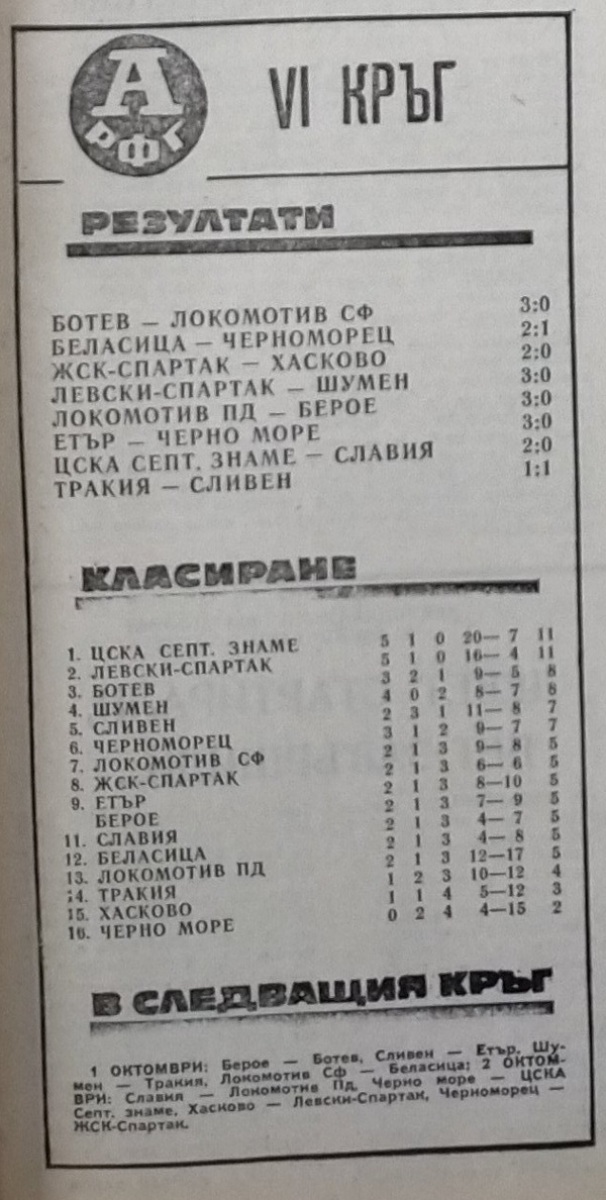 А
РФГ
VI КРЪГ
РЕЗУЛТАТИ
БОТЕВ — ЛОКОМОТИВ СФ 3:0
БЕЛАСИЦА — ЧЕРНОМОРЕЦ 2:1
ЖСК-СПАРТАК — ХАСКОВО 2:0
ЛЕВСКИ-СПАРТАК — ШУМЕН 3:0
ЛОКОМОТИВ ПД — БЕРОЕ 3:0
ЕТЪР — ЧЕРНО МОРЕ 3:0
ЦСКА СЕПТ. ЗНАМЕ — СЛАВИЯ 2:0
ТРАКИЯ — СЛИВЕН 1:1
КЛАСИРАНЕ
1. ЦСКА СЕПТ. ЗНАМЕ 5 1 0 20— 7 11
2. ЛЕВСКИ-СПАРТАК 5 1 0 16— 4 11
3. БОТЕВ 3 2 1 9— 5 8
4. ШУМЕН 4 0 2 8— 7 8
5. СЛИВЕН 2 3 1 11— 8 7
6. ЧЕРНОМОРЕЦ 3 1 2 9— 7 7
7. ЛОКОМОТИВ СФ 2 1 3 9— 8 5
8. ЖСК-СПАРТАК 2 1 3 6— 6 5
9. ЕТЪР 2 1 3 8—10 5
БЕРОЕ 2 1 3 7— 9 5
11. СЛАВИЯ 2 1 3 4— 7 5
12. БЕЛАСИЦА 2 1 3 4— 8 5
13. ЛОКОМОТИВ ПД 2 1 3 12—17 5
14. ТРАКИЯ 1 2 3 10—12 4
15. ХАСКОВО 1 1 4 5—12 3
16. ЧЕРНО МОРЕ 0 2 4 4—15 2
В СЛЕДВАЩИЯ КРЪГ
1 ОКТОМВРИ: Берое — Ботев, Сливен — Етър, Шу-
мен — Тракия, Локомотив Сф — Беласица; 2 ОКТОМ-
ВРИ: Славия — Локомотив Пд, Черно море — ЦСКА
Септ. знаме, Хасково — Левски-Спартак, Черноморец —
ЖСК-Спартак.